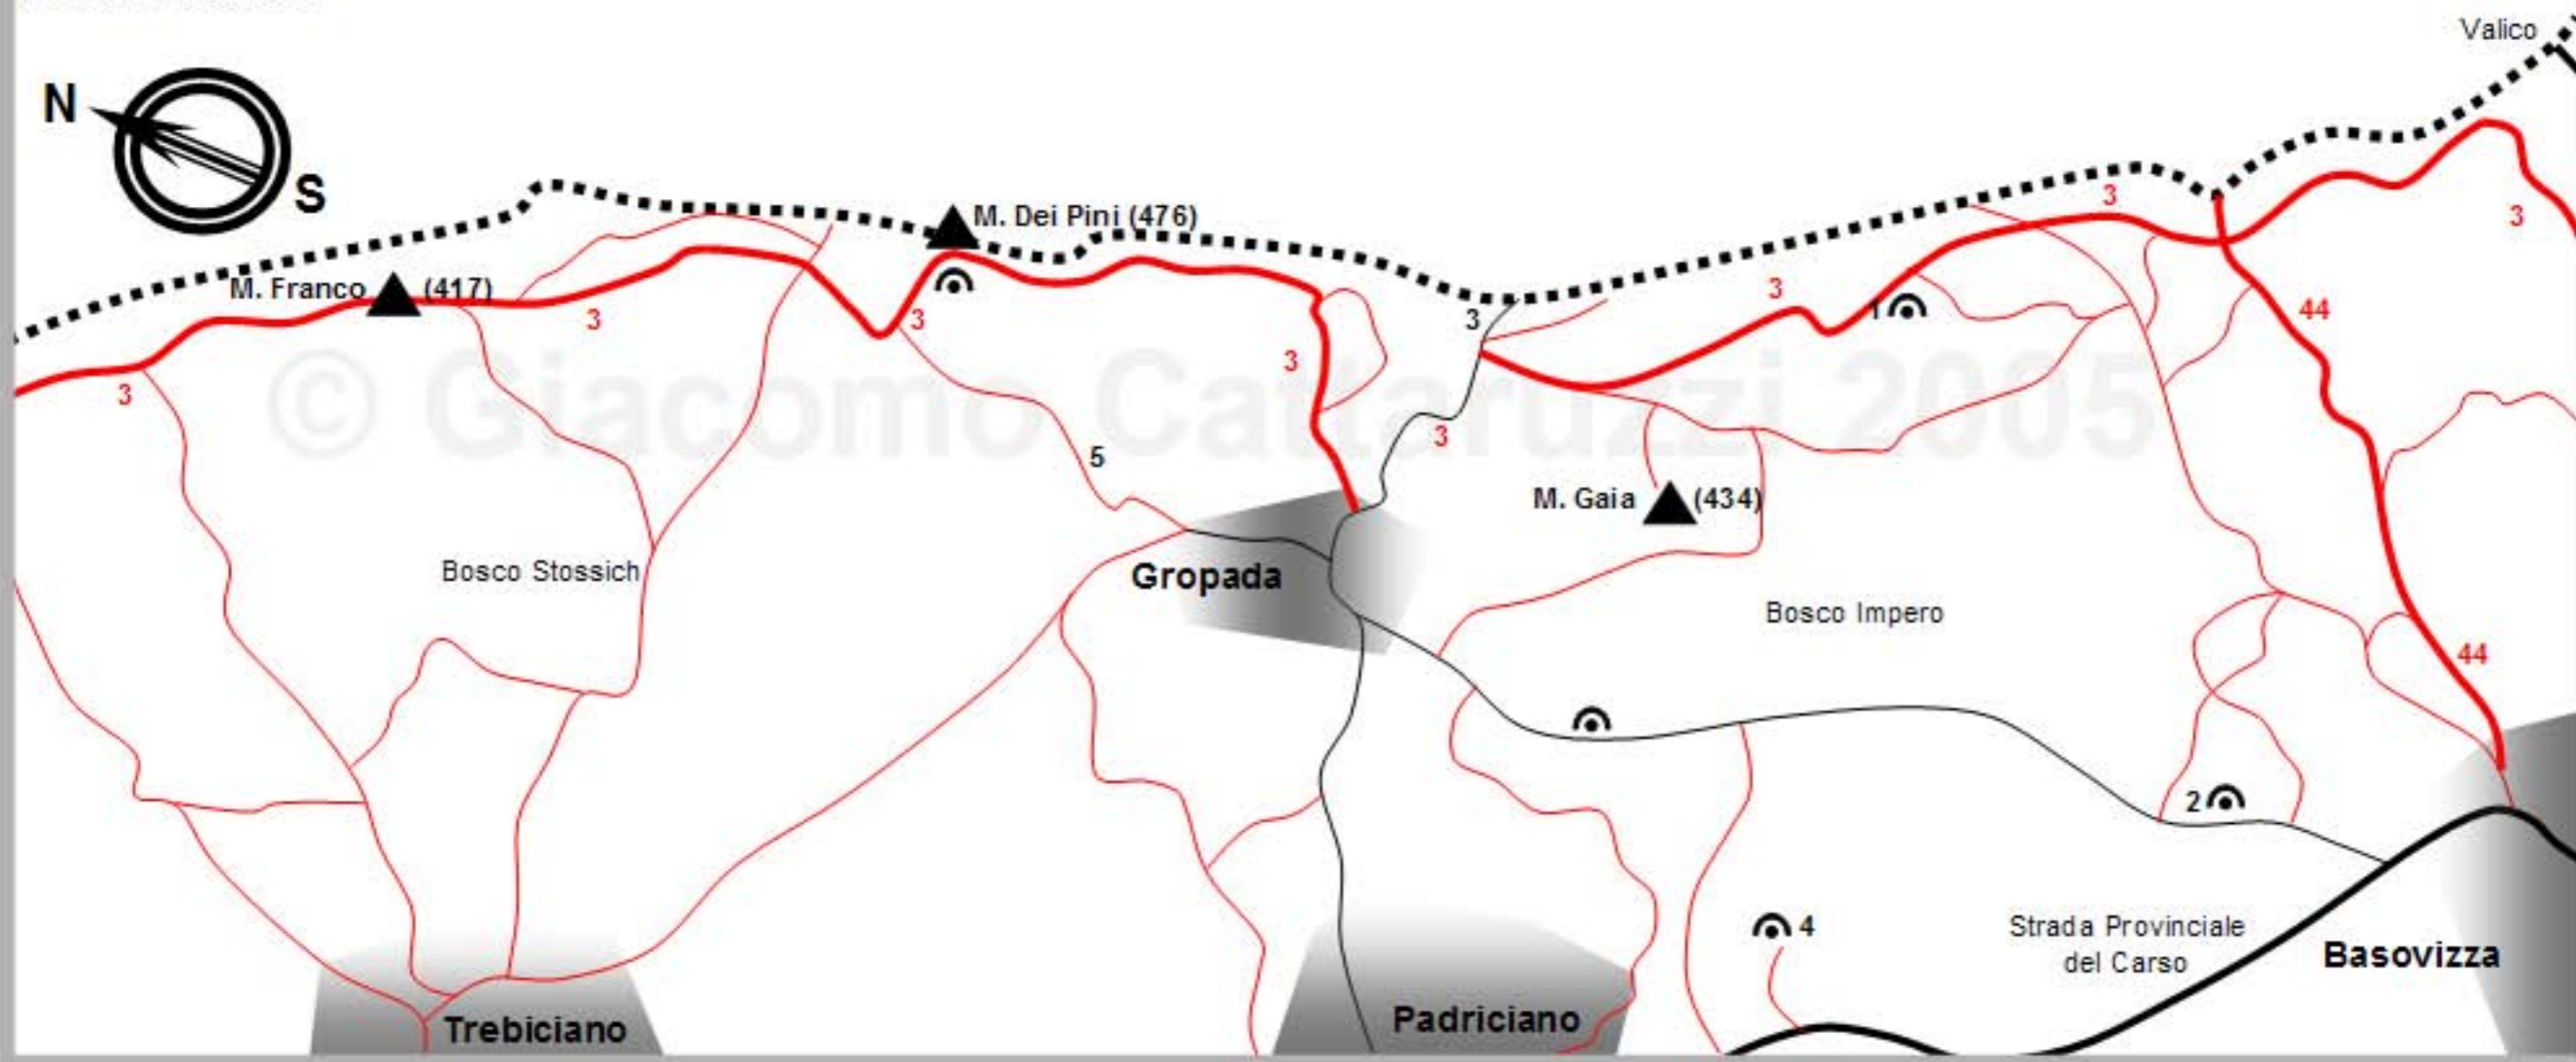 Valico
N
S
M. Dei Pini (476)
3
3
M. Franco (417)
3
3
3
3
1
44
3
3
© Giacomo Cattaruzzi 2005
3
3
5
M. Gaia (434)
Bosco Stossich
Gropada
Bosco Impero
44
2
4
Strada Provinciale
del Carso
Basovizza
Trebiciano
Padriciano